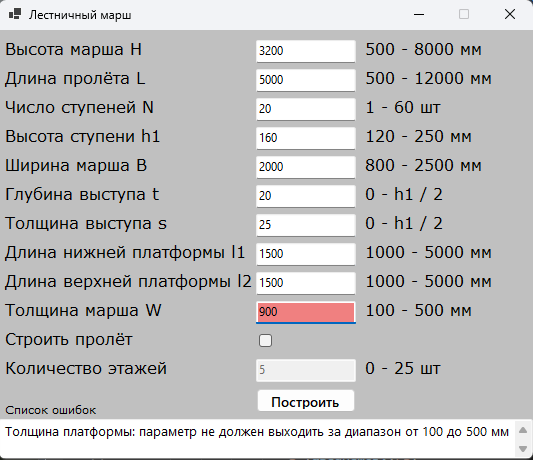 Лестничный марш
Высота марша H 3200 500 - 8000 мм
Длина пролёта L 5000 500 - 12000 мм
Число ступеней N 20 1 - 60 шт
Высота ступени h1 160 120 - 250 мм
Ширина марша B 2000 800 - 2500 мм
Глубина выступа t 20 0 - h1 / 2
Толщина выступа s 25 0 - h1 / 2
Длина нижней платформы l1 1500 1000 - 5000 мм
Длина верхней платформы l2 1500 1000 - 5000 мм
Толщина марша W 900 100 - 500 мм
Строить пролёт
Количество этажей 5 0 - 25 шт
Построить
Список ошибок
Толщина платформы: параметр не должен выходить за диапазон от 100 до 500 мм